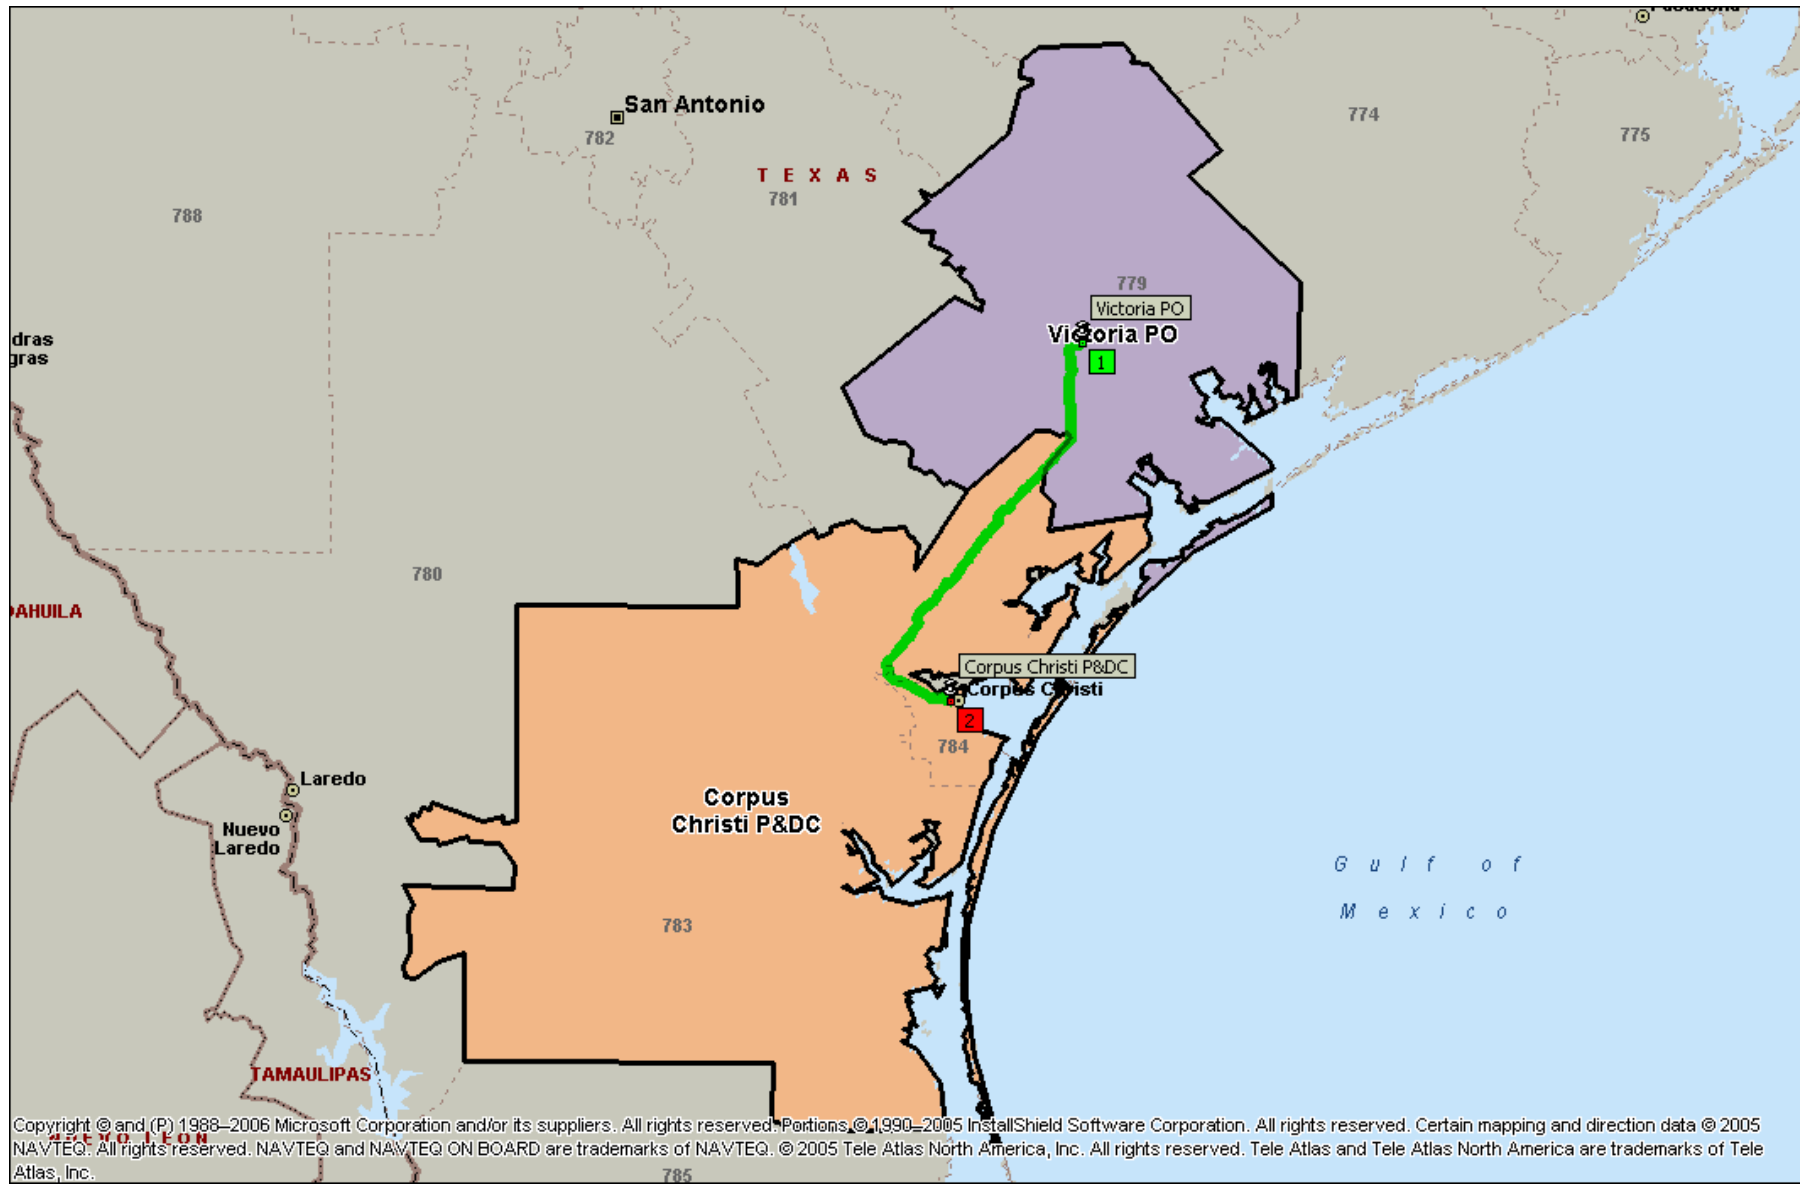 Pasadena
San Antonio
782
774
775
T E X A S
781
788
779
Victoria PO
Victoria PO
1
dras
gras
780
OAHUILA
Corpus Christi P&DC
Corpus Christi
2
784
Laredo
Corpus
Christi P&DC
Nuevo
Laredo
Gulf of
Mexico
783
TAMAULIPAS
Copyright © and (P) 1988–2006 Microsoft Corporation and/or its suppliers. All rights reserved. Portions © 1990–2005 InstallShield Software Corporation. All rights reserved. Certain mapping and direction data © 2005
NUEVO LEON
NAVTEQ. All rights reserved. NAVTEQ and NAVTEQ ON BOARD are trademarks of NAVTEQ. © 2005 Tele Atlas North America, Inc. All rights reserved. Tele Atlas and Tele Atlas North America are trademarks of Tele
Atlas, Inc.
785